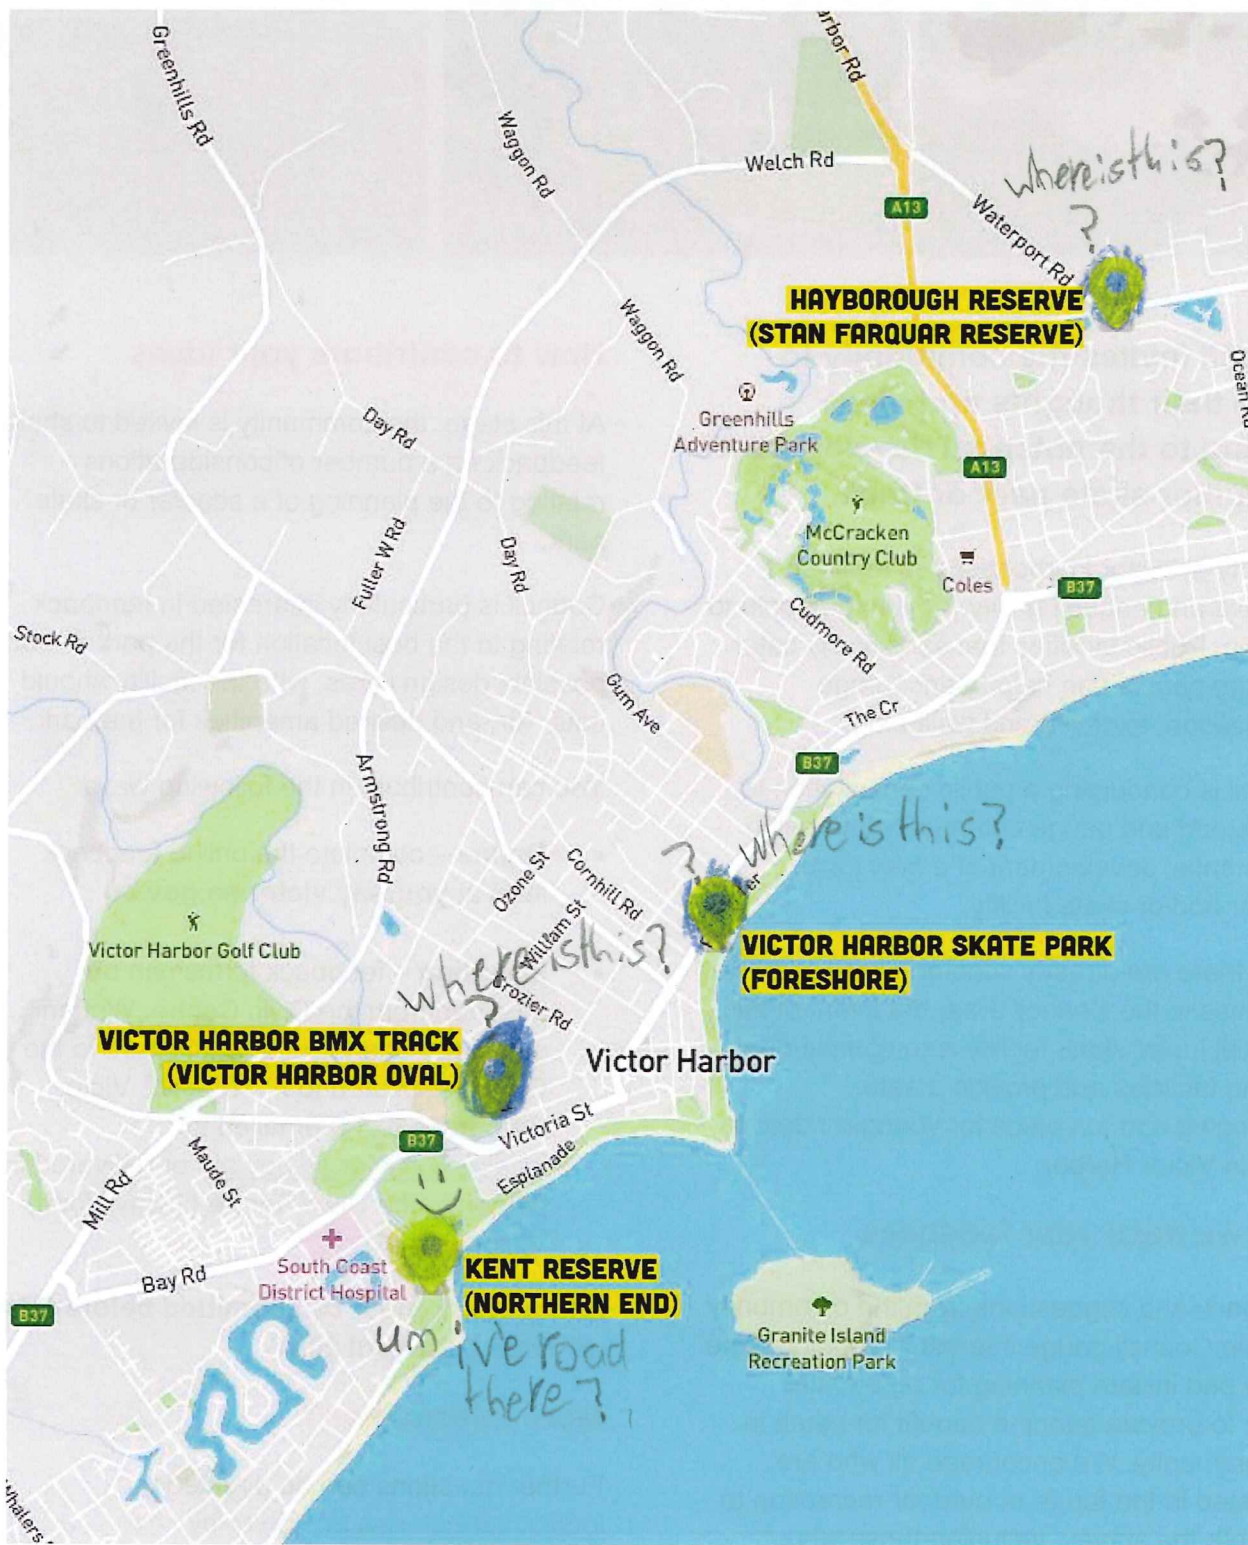 Greenhills Rd
Waggon Rd
arbor Rd
Welch Rd
where is this?
?
A13
Waterport Rd
HAYBOROUGH RESERVE
(STAN FARQUAR RESERVE)
Waggon Rd
Ocean Rd
Greenhills
Adventure Park
Day Rd
A13
McCracken
Country Club
Coles
B37
Fuller W Rd
Day Rd
Cudmore Rd
Stock Rd
Gum Ave
The Cr
B37
Armstrong Rd
where is this?
?
Ozone St
Cornhill Rd
William St
Victor Harbor Golf Club
VICTOR HARBOR SKATE PARK
(FORESHORE)
where is this?
?
Crozier Rd
VICTOR HARBOR BMX TRACK
(VICTOR HARBOR OVAL)
Victor Harbor
Victoria St
B37
Esplanade
Maude St
Mill Rd
South Coast
District Hospital
Bay Rd
KENT RESERVE
(NORTHERN END)
B37
um i've road
there?
Granite Island
Recreation Park
Whalers